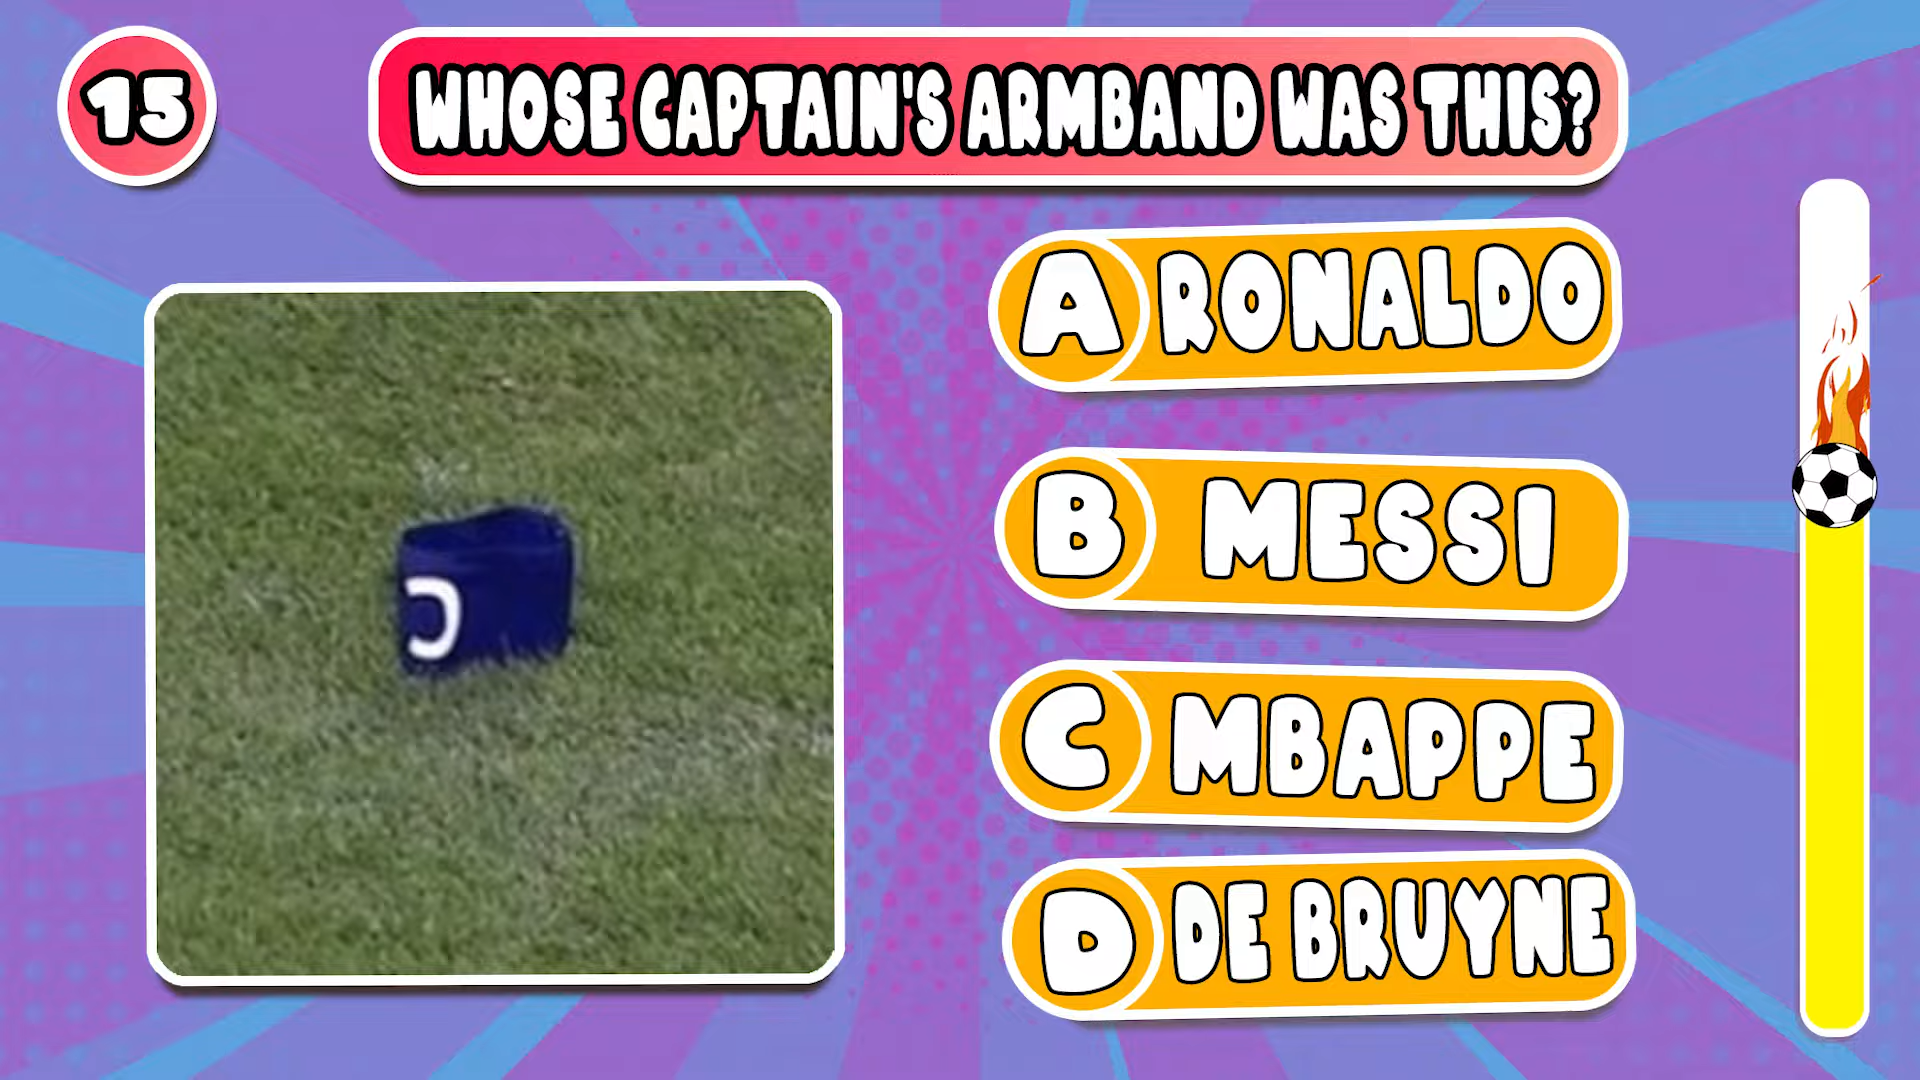 15
WHOSE CAPTAIN'S ARMBAND WAS THIS?
A RONALDO
B MESSI
C MBAPPE
D DE BRUYNE
C